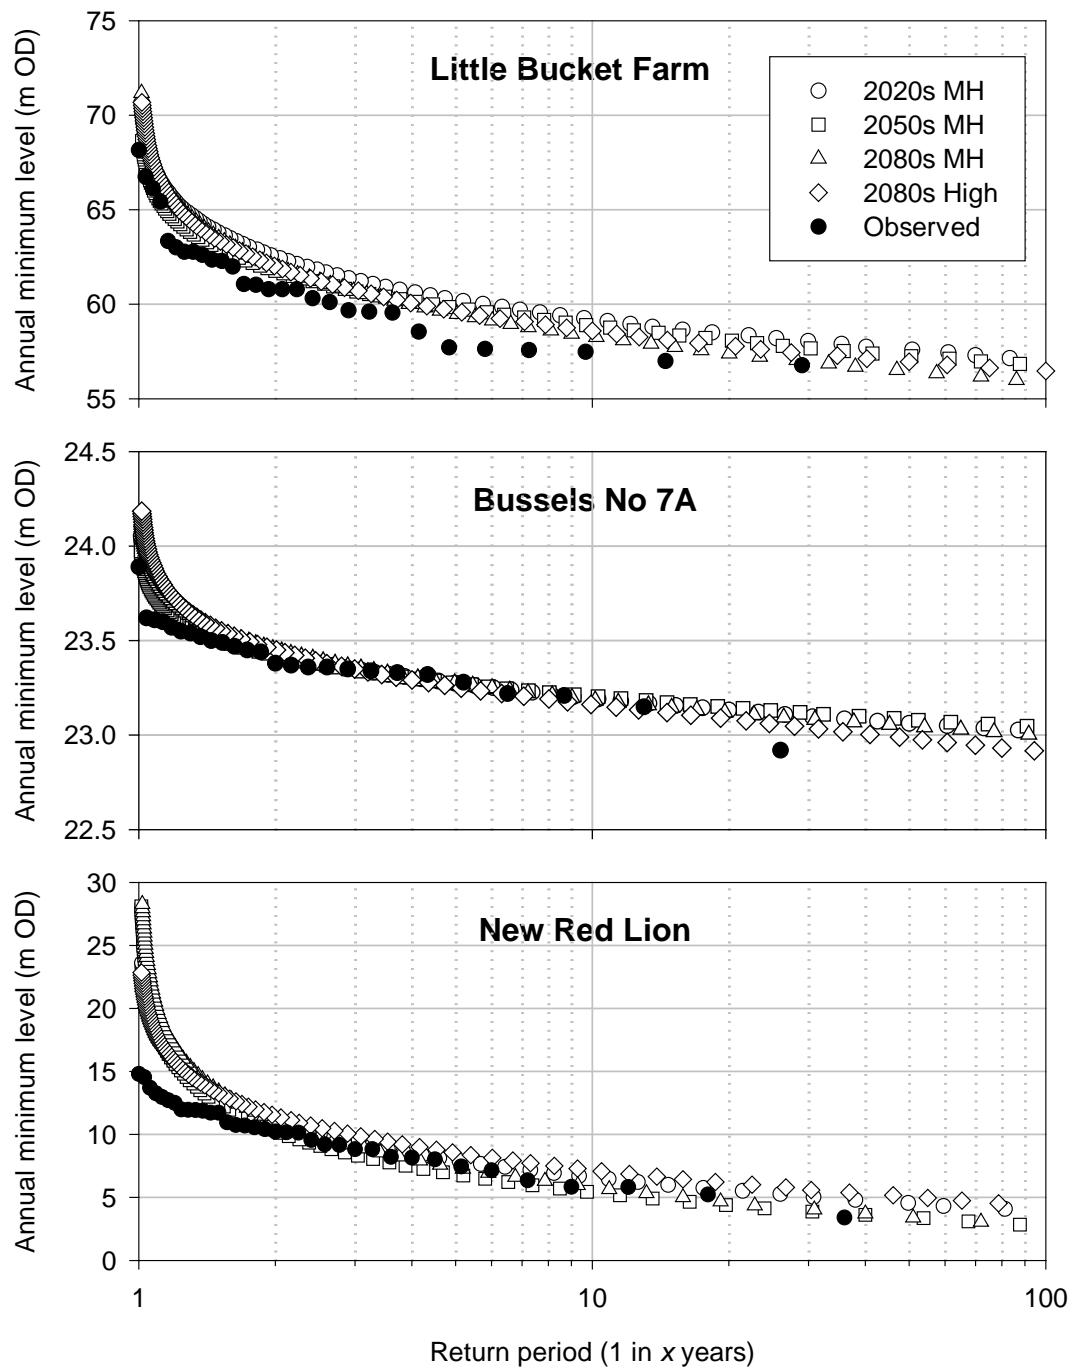 Little Bucket Farm
2020s MH
2050s MH
2080s MH
2080s High
Observed
Annual minimum level (m OD)
75
70
65
60
55
Bussels No 7A
Annual minimum level (m OD)
24.5
24.0
23.5
23.0
22.5
New Red Lion
Annual minimum level (m OD)
30
25
20
15
10
5
0
1 10 100
Return period (1 in x years)